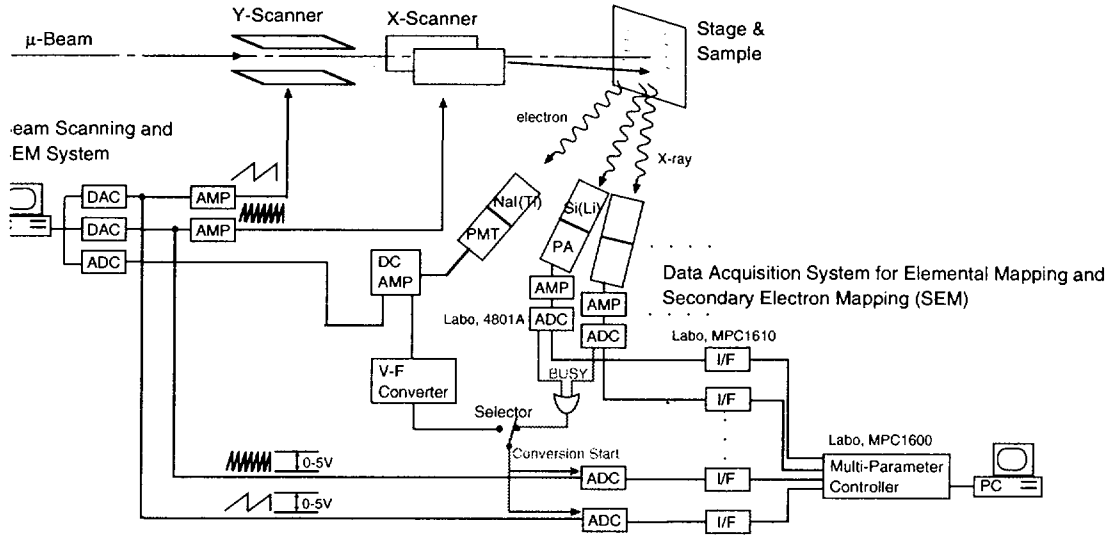 Y-Scanner
X-Scanner
μ-Beam
Stage &
Sample
electron
X-ray
eam Scanning and
EM System
DAC
AMP
DAC
AMP
ADC
NaI(Tl)
PMT
DC
AMP
Si(Li)
PA
AMP
AMP
Labo, 4801A
ADC
ADC
Data Acquisition System for Elemental Mapping and
Secondary Electron Mapping (SEM)
Labo, MPC1610
I/F
BUSY
V-F
Converter
I/F
Selector
Conversion Start
Labo, MPC1600
0-5V
ADC
I/F
Multi-Parameter
Controller
PC
0-5V
ADC
I/F